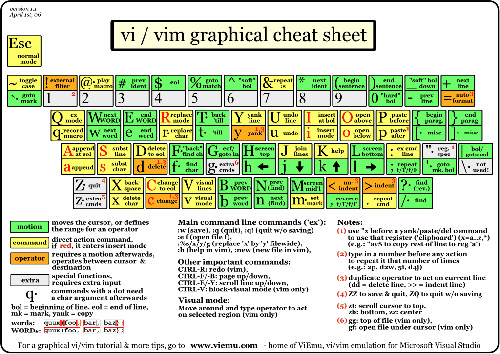 version 1.1
April 1st, 06
vi / vim graphical cheat sheet
Esc
normal mode
~ toggle case
! external filter
@ play macro
# prev ident
$ eol
% goto match
^ "soft" bol
& repeat :s
* next ident
( begin sentence
) end sentence
_ "soft" bol down
+ next line
` goto mark
1
2
3
4
5
6
7
8
9
0 "hard" bol
- prev line
= auto format
Q ex mode
W next WORD
E end WORD
R replace mode
T back 'till
Y yank line
U undo line
I insert at bol
O open above
P paste before
{ begin parag.
} end parag.
q record macro
w next word
e end word
r replace char
t 'till
y yank
u undo
i insert mode
o open below
p paste after
[ misc
] misc
A append at eol
S subst line
D delete to eol
F "back" find ch
G eof/ goto ln
H screen top
J join lines
K help
L screen bottom
: ex cmd line
" reg. spec
| bol/ goto col
a append
s subst char
d delete
f find char
g extra cmds
h ←
j ↓
k ↑
l →
; repeat t/T/f/F
' goto mk. bol
\ not used!
Z quit
X back space
C change to eol
V visual lines
B prev WORD
N prev (find)
M screen mid'l
< un-indent
> indent
? find (rev.)
z extra cmds
x delete char
c change
v visual mode
b prev word
n next (find)
m set mark
, reverse t/T/f/F
. repeat cmd
/ find
motion
moves the cursor, or defines the range for an operator
command
direct action command, if red, it enters insert mode
operator
requires a motion afterwards, operates between cursor & destination
extra
special functions, requires extra input
q·
commands with a dot need a char argument afterwards
bol = beginning of line, eol = end of line, mk = mark, yank = copy
words: quux(foo, bar, baz);
WORDs: quux(foo, bar, baz);
Main command line commands ('ex'):
:w (save), :q (quit), :q! (quit w/o saving)
:e f (open file f),
:%s/x/y/g (replace 'x' by 'y' filewide),
:h (help in vim), :new (new file in vim),
Other important commands:
CTRL-R: redo (vim),
CTRL-F/-B: page up/down,
CTRL-E/-Y: scroll line up/down,
CTRL-V: block-visual mode (vim only)
Visual mode:
Move around and type operator to act on selected region (vim only)
Notes:
(1) use "x before a yank/paste/del command to use that register ('clipboard') (x=a..z,*)
(e.g.: "ay$ to copy rest of line to reg 'a')
(2) type in a number before any action to repeat it that number of times
(e.g.: 2p, d2w, 5i, d4j)
(3) duplicate operator to act on current line
(dd = delete line, >> = indent line)
(4) ZZ to save & quit, ZQ to quit w/o saving
(5) zt: scroll cursor to top,
zb: bottom, zz: center
(6) gg: top of file (vim only),
gf: open file under cursor (vim only)
For a graphical vi/vim tutorial & more tips, go to www.viemu.com - home of ViEmu, vi/vim emulation for Microsoft Visual Studio